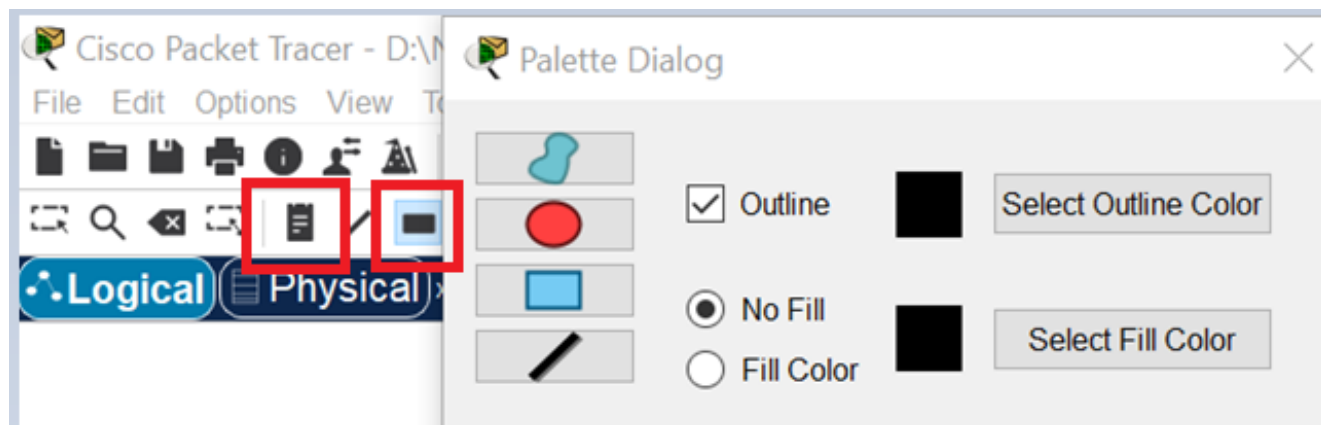 Cisco Packet Tracer - D:\
File Edit Options View
Logical Physical
Palette Dialog
Outline
Select Outline Color
No Fill
Fill Color
Select Fill Color